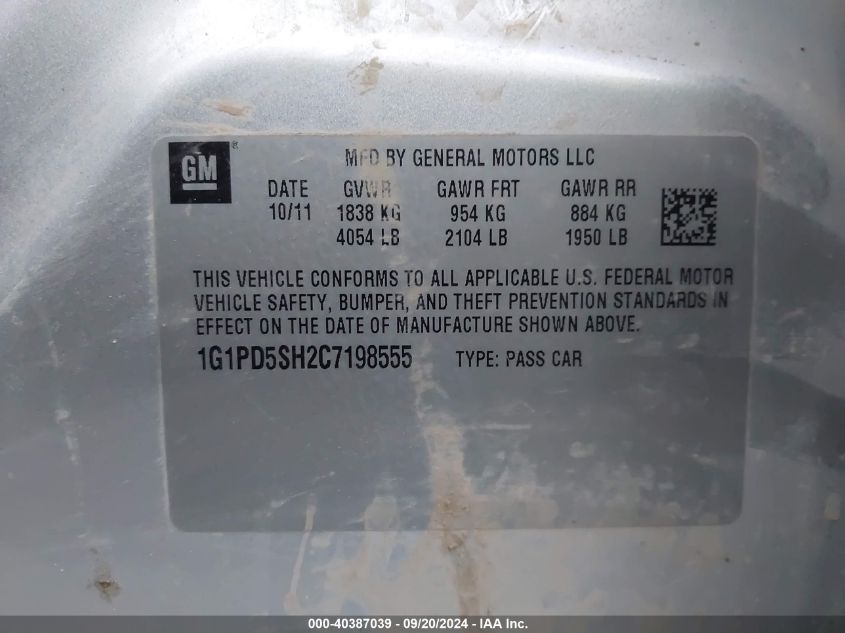 GM ® MFD BY GENERAL MOTORS LLC
DATE GVWR GAWR FRT GAWR RR
10/11 1838 KG 954 KG 884 KG
4054 LB 2104 LB 1950 LB
THIS VEHICLE CONFORMS TO ALL APPLICABLE U.S. FEDERAL MOTOR
VEHICLE SAFETY, BUMPER, AND THEFT PREVENTION STANDARDS IN
EFFECT ON THE DATE OF MANUFACTURE SHOWN ABOVE.
1G1PD5SH2C7198555 TYPE: PASS CAR
000-40387039 - 09/20/2024 - IAA Inc.